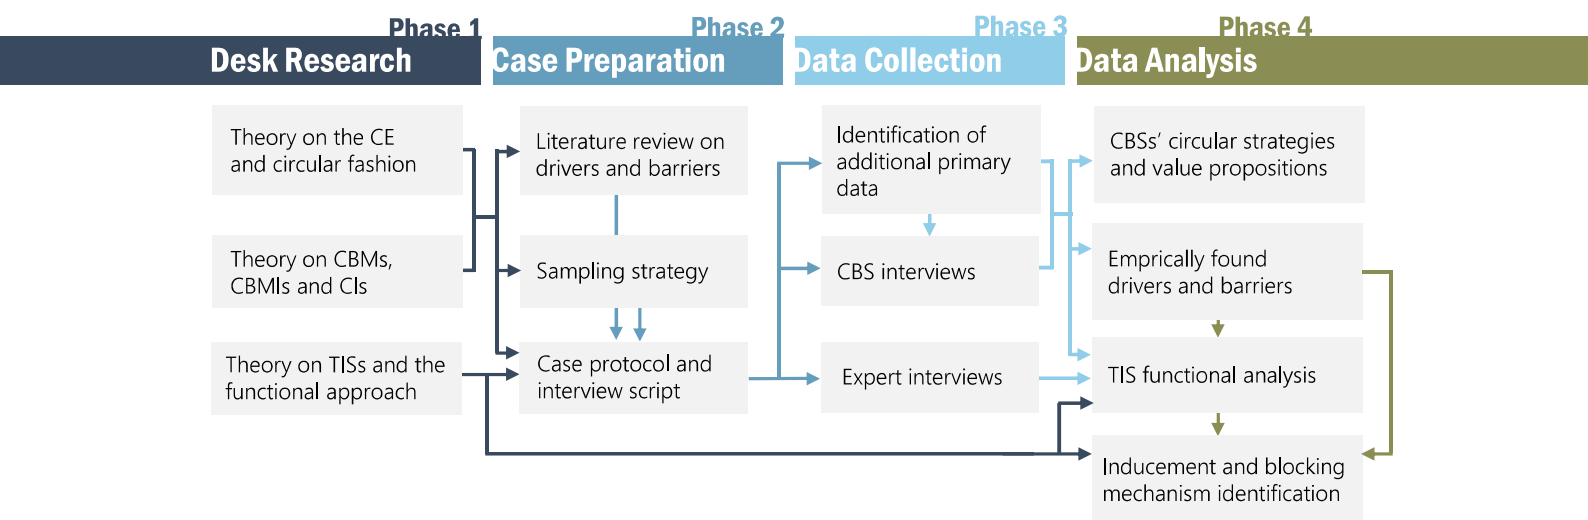 Phase 1
Phase 2
Phase 3
Phase 4
Desk Research
Case Preparation
Data Collection
Data Analysis
Theory on the CE
and circular fashion
Theory on CBMs,
CBMIs and CIs
Theory on TISs and the
functional approach
Literature review on
drivers and barriers
Sampling strategy
Case protocol and
interview script
Identification of
additional primary
data
CBS interviews
Expert interviews
CBSs’ circular strategies
and value propositions
Emprically found
drivers and barriers
TIS functional analysis
Inducement and blocking
mechanism identification